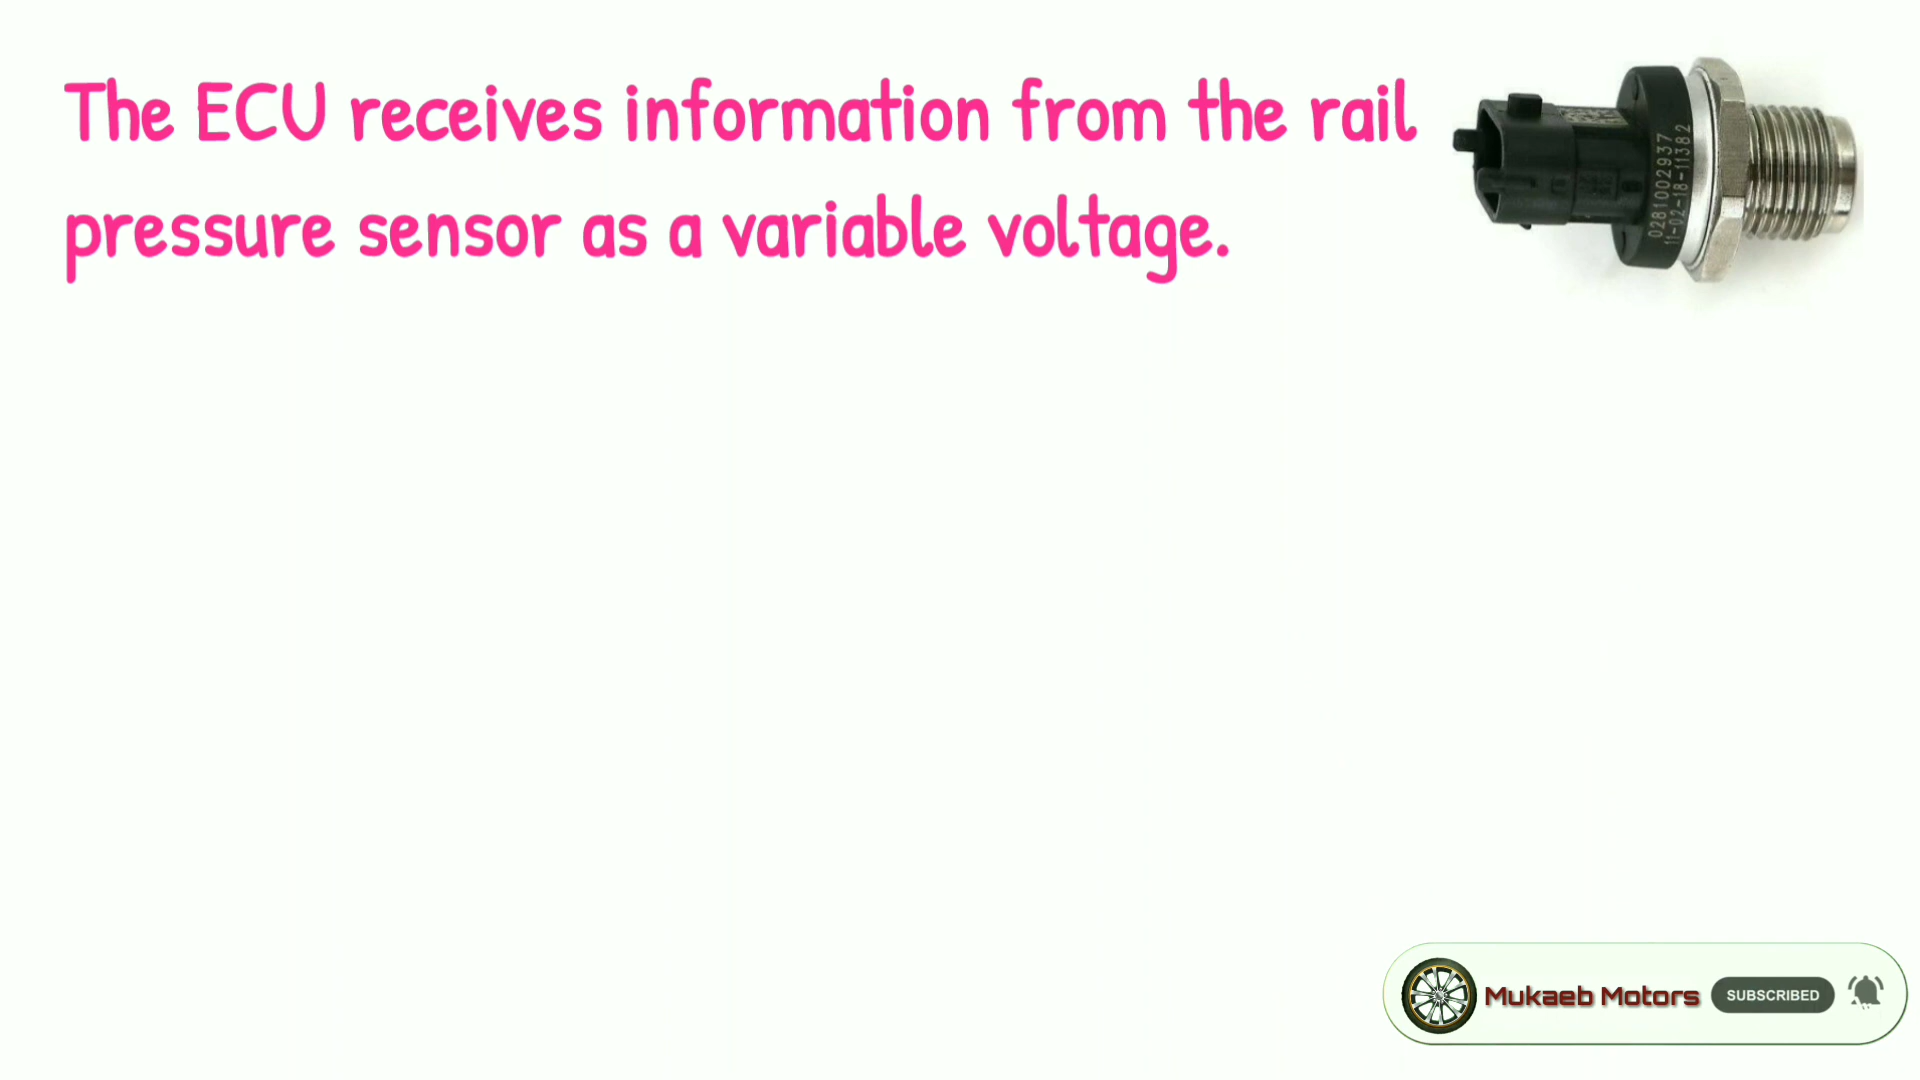 The ECU receives information from the rail
pressure sensor as a variable voltage.
0281002937
11-02-18-11382
Mukaeb Motors
SUBSCRIBED